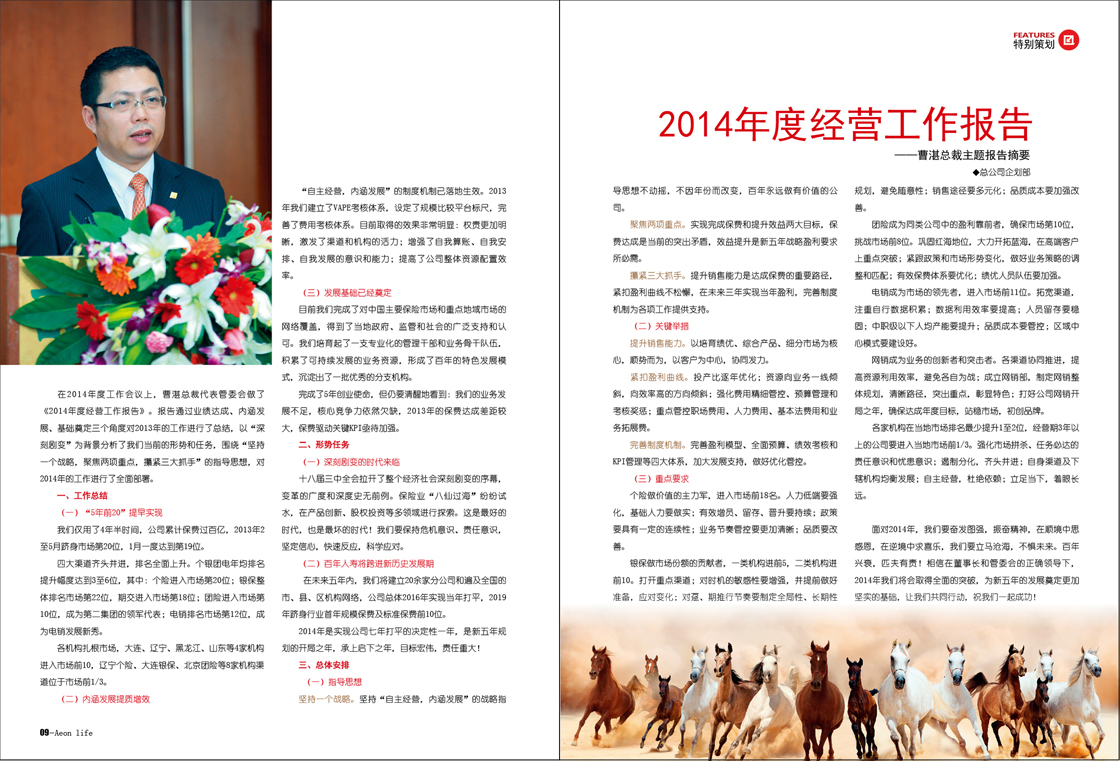 FEATURES
特别策划
2014年度经营工作报告
——曹湛总裁主题报告摘要
◆总公司企划部
在2014年度工作会议上，曹湛总裁代表管委会做了
《2014年度经营工作报告》。报告通过业绩达成、内涵发
展、基础奠定三个角度对2013年的工作进行了总结，以“深
刻剧变”为背景分析了我们当前的形势和任务，围绕“坚持
一个战略，聚焦两项重点，攥紧三大抓手”的指导思想，对
2014年的工作进行了全面部署。
一、工作总结
（一）“5年前20”提早实现
我们仅用了4年半时间，公司累计保费过百亿，2013年2
至5月跻身市场第20位，1月一度达到第19位。
四大渠道齐头并进，排名全面上升。个银团电年均排名
提升幅度达到3至6位，其中：个险进入市场第20位；银保整
体排名市场第22位，期交进入市场第18位；团险进入市场第
10位，成为第二集团的领军代表；电销排名市场第12位，成
为电销发展新秀。
各机构扎根市场，大连、辽宁、黑龙江、山东等4家机构
进入市场前10，辽宁个险、大连银保、北京团险等8家机构渠
道位于市场前1/3。
（二）内涵发展提质增效
“自主经营，内涵发展”的制度机制已落地生效。2013
年我们建立了VAPE考核体系，设定了规模比较平台标尺，完
善了费用考核体系。目前取得的效果非常明显：权责更加明
晰，激发了渠道和机构的活力；增强了自我算账、自我安
排、自我发展的意识和能力；提高了公司整体资源配置效
率。
（三）发展基础已经奠定
目前我们完成了对中国主要保险市场和重点地域市场的
网络覆盖，得到了当地政府、监管和社会的广泛支持和认
可。我们培育起了一支专业化的管理干部和业务骨干队伍，
积累了可持续发展的业务资源，形成了百年的特色发展模
式，沉淀出了一批优秀的分支机构。
完成了5年创业使命，但仍要清醒地看到：我们的业务发
展不足，核心竞争力依然欠缺，2013年的保费达成差距较
大，保费驱动关键KPI亟待加强。
二、形势任务
（一）深刻剧变的时代来临
十八届三中全会拉开了整个经济社会深刻剧变的序幕，
变革的广度和深度史无前例。保险业“八仙过海”纷纷试
水，在产品创新、股权投资等多领域进行探索。这是最好的
时代，也是最坏的时代！我们要保持危机意识、责任意识，
坚定信心，快速反应，科学应对。
（二）百年人寿将跨进新历史发展期
在未来五年内，我们将建立20余家分公司和遍及全国的
市、县、区机构网络，公司总体2016年实现当年打平，2019
年跻身行业首年规模保费及标准保费前10位。
2014年是实现公司七年打平的决定性一年，是新五年规
划的开局之年，承上启下之年，目标宏伟，责任重大！
三、总体安排
（一）指导思想
坚持一个战略。坚持“自主经营，内涵发展”的战略指
09-Aeon life
导思想不动摇，不因年份而改变，百年永远做有价值的公
司。
聚焦两项重点。实现完成保费和提升效益两大目标，保
费达成是当前的突出矛盾，效益提升是新五年战略盈利要求
所必需。
攥紧三大抓手。提升销售能力是达成保费的重要路径，
紧扣盈利曲线不松懈，在未来三年实现当年盈利，完善制度
机制为各项工作提供支持。
（二）关键举措
提升销售能力。以培育绩优、综合产品、细分市场为核
心，顺势而为，以客户为中心，协同发力。
紧扣盈利曲线。投产比逐年优化；资源向业务一线倾
斜，向效率高的方向倾斜；强化费用精细管控，预算管理和
考核奖惩；重点管控职场费用、人力费用、基本法费用和业
务拓展费。
完善制度机制。完善盈利模型、全面预算、绩效考核和
KPI管理等四大体系，加大发展支持，做好优化管控。
（三）重点要求
个险做价值的主力军，进入市场前18名。人力低端要强
化，基础人力要做实；有效增员、留存、晋升要持续；政策
要具有一定的连续性；业务节奏管控要更加清晰；品质要改
善。
银保做市场份额的贡献者，一类机构进前5，二类机构进
前10。打开重点渠道；对时机的敏感性要增强，并提前做好
准备，应对变化；对趸、期推行节奏要制定全局性、长期性
规划，避免随意性；销售途径要多元化；品质成本要加强改
善。
团险成为同类公司中的盈利靠前者，确保市场第10位，
挑战市场前8位。巩固红海地位，大力开拓蓝海，在高端客户
上重点突破；紧跟政策和市场形势变化，做好业务策略的调
整和匹配；有效保费体系要优化；绩优人员队伍要加强。
电销成为市场的领先者，进入市场前11位。拓宽渠道，
注重自行数据积累；数据利用效率要提高；人员留存要稳
固；中职级以下人均产能要提升；品质成本要管控；区域中
心模式要建设好。
网销成为业务的创新者和突击者。各渠道协同推进，提
高资源利用效率，避免各自为战；成立网销部，制定网销整
体规划，清晰路径，突出重点，彰显特色；打好公司网销开
局之年，确保达成年度目标，站稳市场，初创品牌。
各家机构在当地市场排名最少提升1至2位，经营期3年以
上的公司要进入当地市场前1/3。强化市场拼杀、任务必达的
责任意识和忧患意识；遏制分化，齐头并进；自身渠道及下
辖机构均衡发展；自主经营，杜绝依赖；立足当下，着眼长
远。
面对2014年，我们要奋发图强，振奋精神，在顺境中思
感恩，在逆境中求喜乐，我们要立马沧海，不惧未来。百年
兴衰，匹夫有责！相信在董事长和管委会的正确领导下，
2014年我们将会取得全面的突破，为新五年的发展奠定更加
坚实的基础，让我们共同行动，祝我们一起成功！